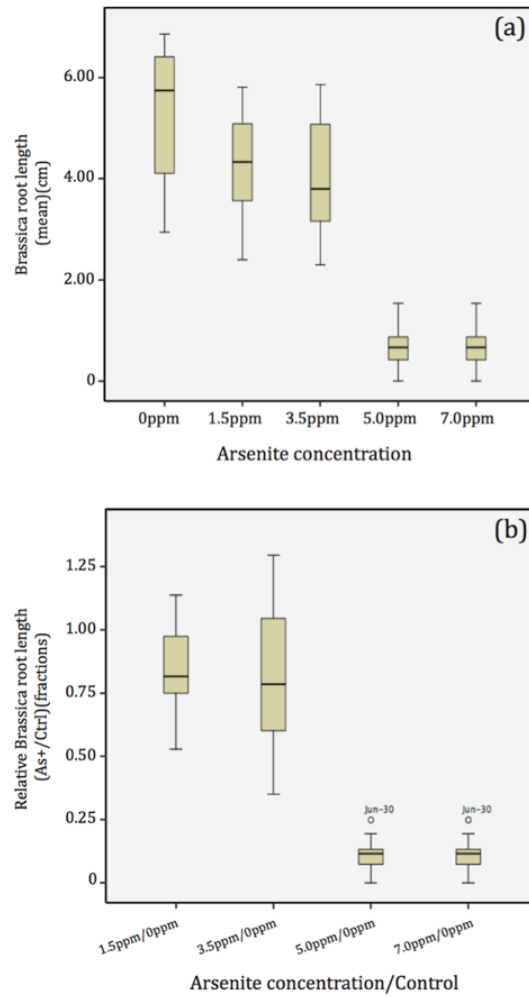 (a)
Brassica root length
(mean)(cm)
6.00
4.00
2.00
0
0ppm 1.5ppm 3.5ppm 5.0ppm 7.0ppm
Arsenite concentration
(b)
Relative Brassica root length
(As+/Ctrl)(fractions)
1.25
1.00
0.75
0.50
0.25
0
Jun-30 Jun-30
1.5ppm/0ppm 3.5ppm/0ppm 5.0ppm/0ppm 7.0ppm/0ppm
Arsenite concentration/Control